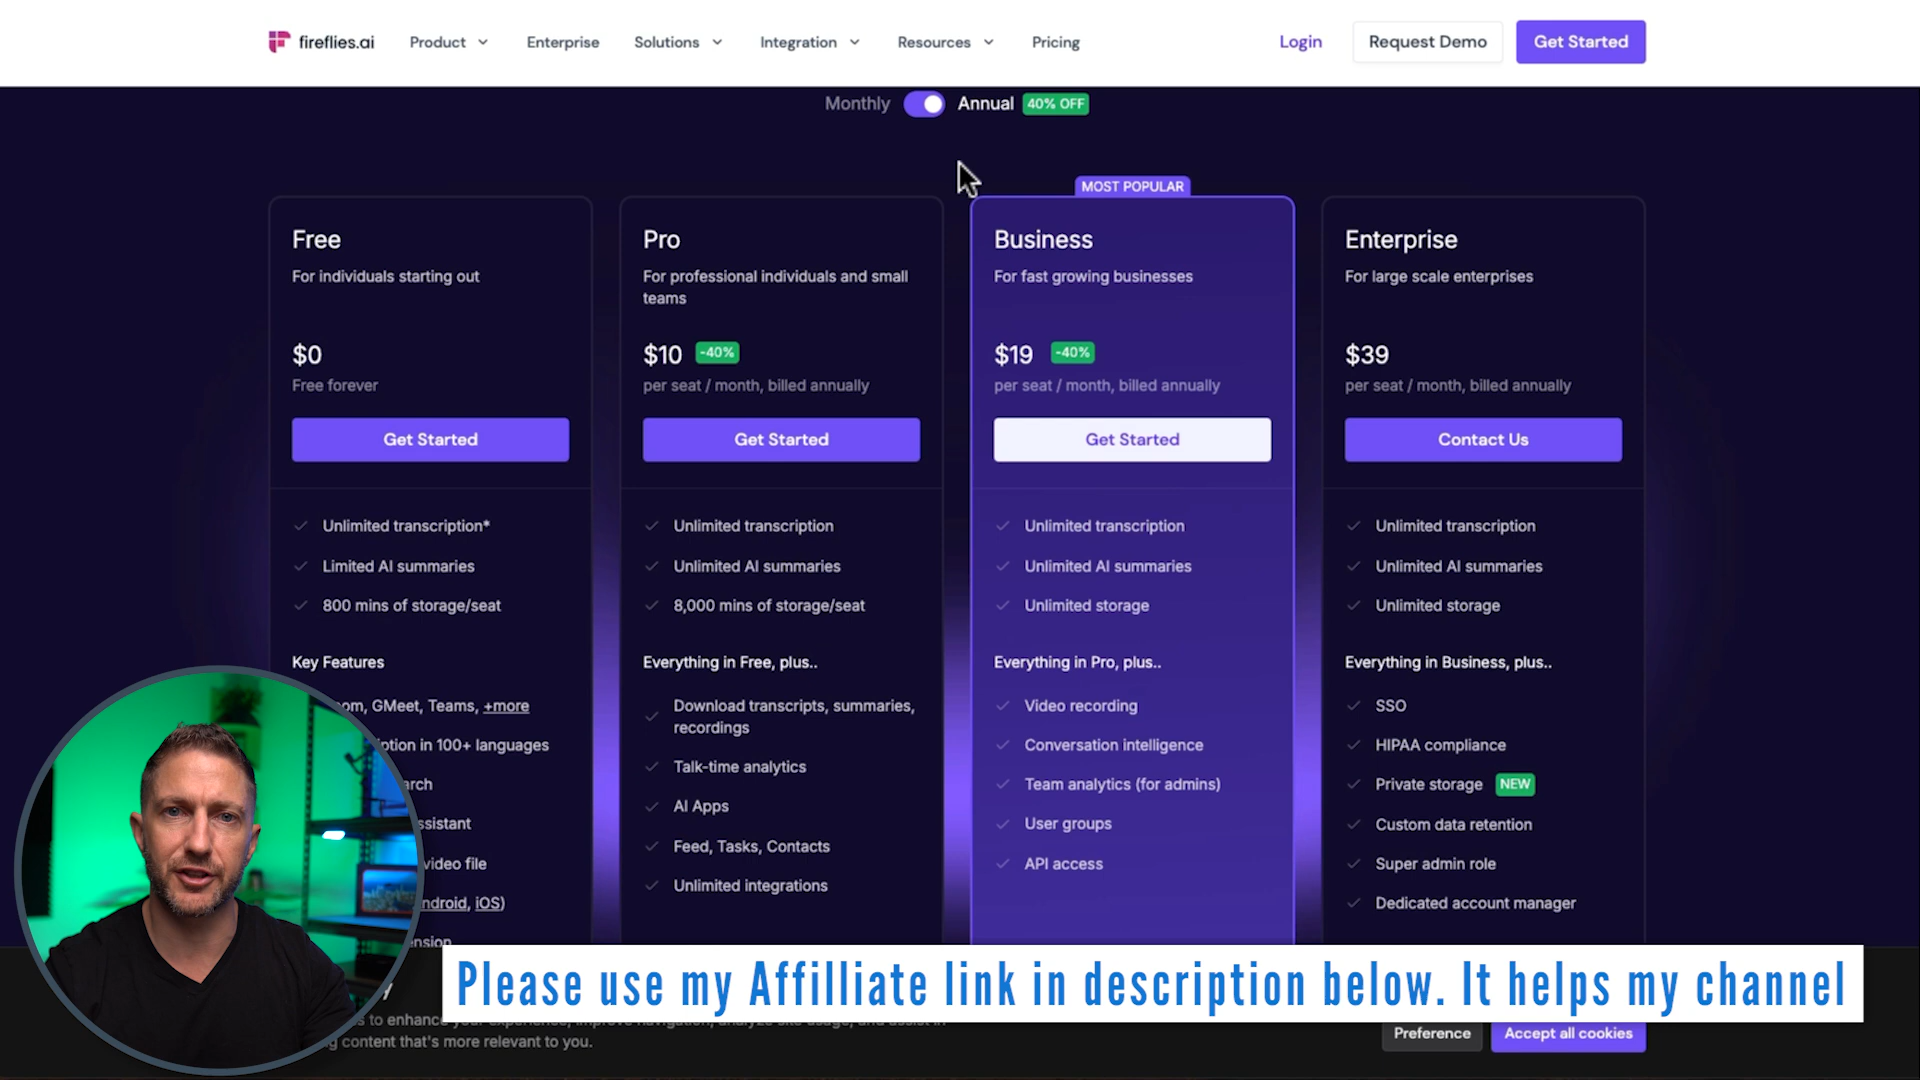 fireflies.ai Product Enterprise Solutions Integration Resources Pricing Login Request Demo Get Started
Monthly Annual 40% OFF
MOST POPULAR
Free
For individuals starting out
$0
Free forever
Get Started
Unlimited transcription*
Limited AI summaries
800 mins of storage/seat
Key Features
GMeet, Teams, +more
in 100+ languages
video file
iOS)
Pro
For professional individuals and small
teams
$10 -40%
per seat / month, billed annually
Get Started
Unlimited transcription
Unlimited AI summaries
8,000 mins of storage/seat
Everything in Free, plus..
Download transcripts, summaries,
recordings
Talk-time analytics
AI Apps
Feed, Tasks, Contacts
Unlimited integrations
Business
For fast growing businesses
$19 -40%
per seat / month, billed annually
Get Started
Unlimited transcription
Unlimited AI summaries
Unlimited storage
Everything in Pro, plus..
Video recording
Conversation intelligence
Team analytics (for admins)
User groups
API access
Enterprise
For large scale enterprises
$39
per seat / month, billed annually
Contact Us
Unlimited transcription
Unlimited AI summaries
Unlimited storage
Everything in Business, plus..
SSO
HIPAA compliance
Private storage NEW
Custom data retention
Super admin role
Dedicated account manager
Please use my Affilliate link in description below. It helps my channel
to enhance
content that's more relevant to you.
Preference Accept all cookies